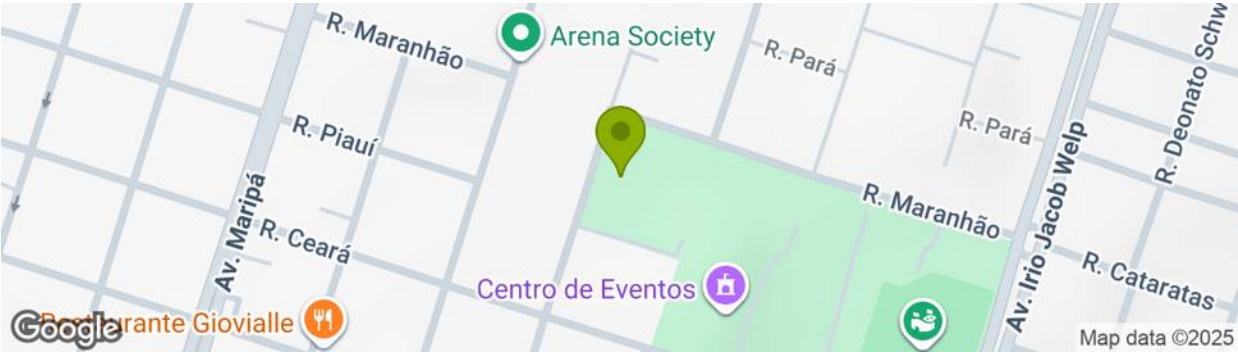 R. Maranhão
Arena Society
R. Pará
R. Deonato Schw
R. Pará
R. Piauí
R. Maranhão
Av. Maripá
R. Ceará
Av. Irio Jacob Welp
R. Cataratas
Centro de Eventos
Restaurante Giovialle
Google
Map data ©2025